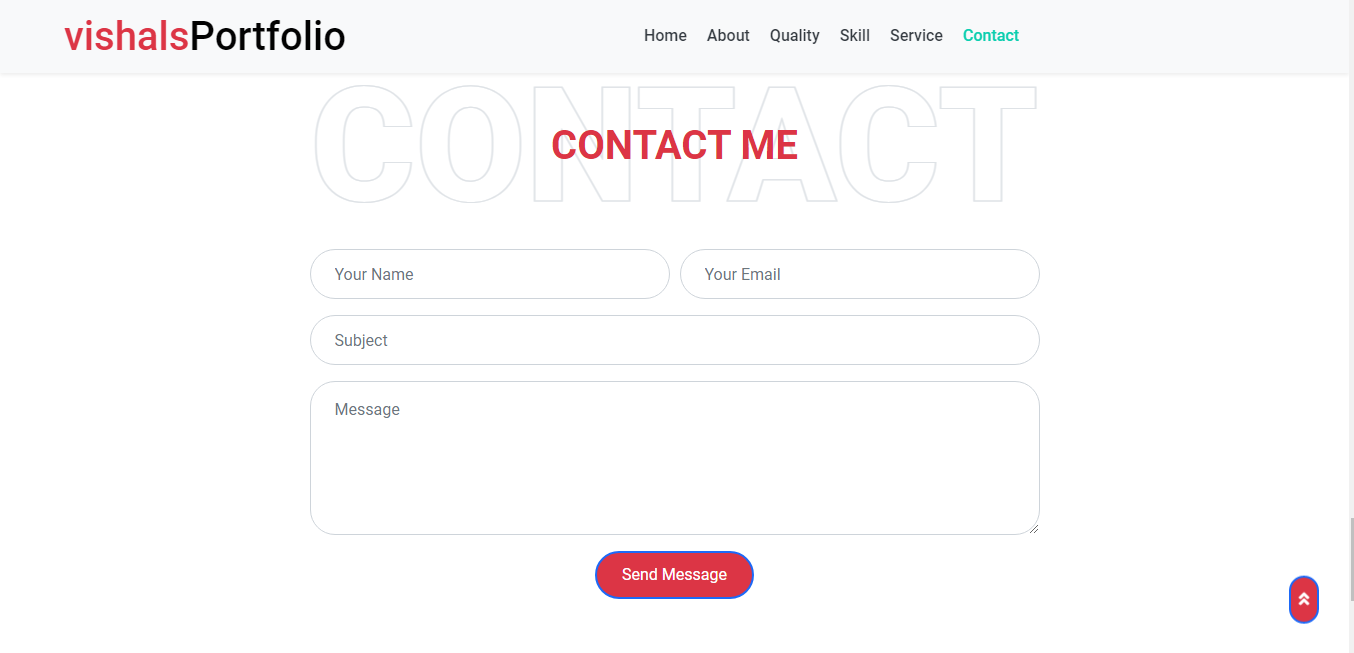 vishalsPortfolio
Home About Quality Skill Service Contact
CONTACT
CONTACT ME
Your Name
Your Email
Subject
Message
Send Message